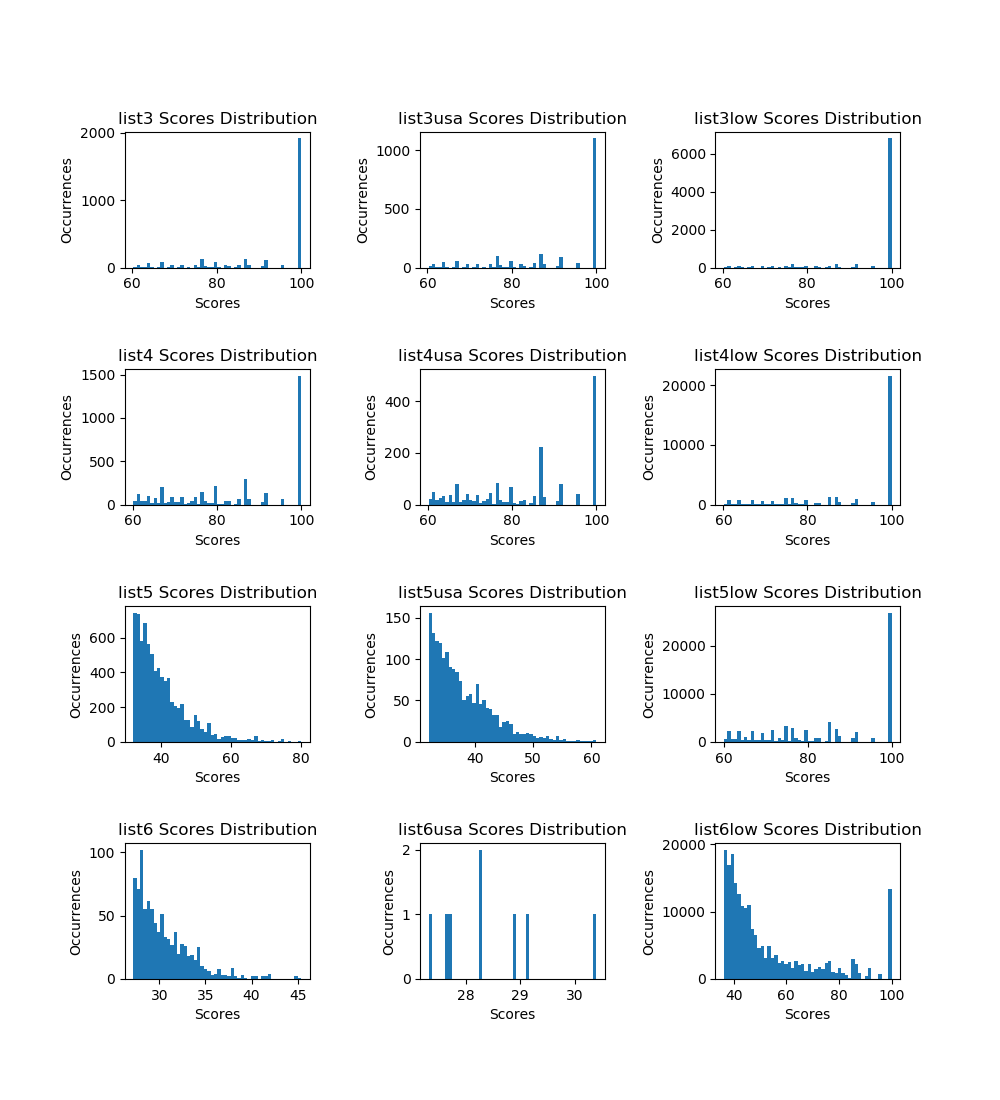 list3 Scores Distribution
2000
1000
0
Occurrences
60 80 100
Scores
list3usa Scores Distribution
1000
500
0
Occurrences
60 80 100
Scores
list3low Scores Distribution
6000
4000
2000
0
Occurrences
60 80 100
Scores
list4 Scores Distribution
1500
1000
500
0
Occurrences
60 80 100
Scores
list4usa Scores Distribution
400
200
0
Occurrences
60 80 100
Scores
list4low Scores Distribution
20000
10000
0
Occurrences
60 80 100
Scores
list5 Scores Distribution
600
400
200
0
Occurrences
40 60 80
Scores
list5usa Scores Distribution
150
100
50
0
Occurrences
40 50 60
Scores
list5low Scores Distribution
20000
10000
0
Occurrences
60 80 100
Scores
list6 Scores Distribution
100
50
0
Occurrences
30 35 40 45
Scores
list6usa Scores Distribution
2
1
0
Occurrences
28 29 30
Scores
list6low Scores Distribution
20000
10000
0
Occurrences
40 60 80 100
Scores